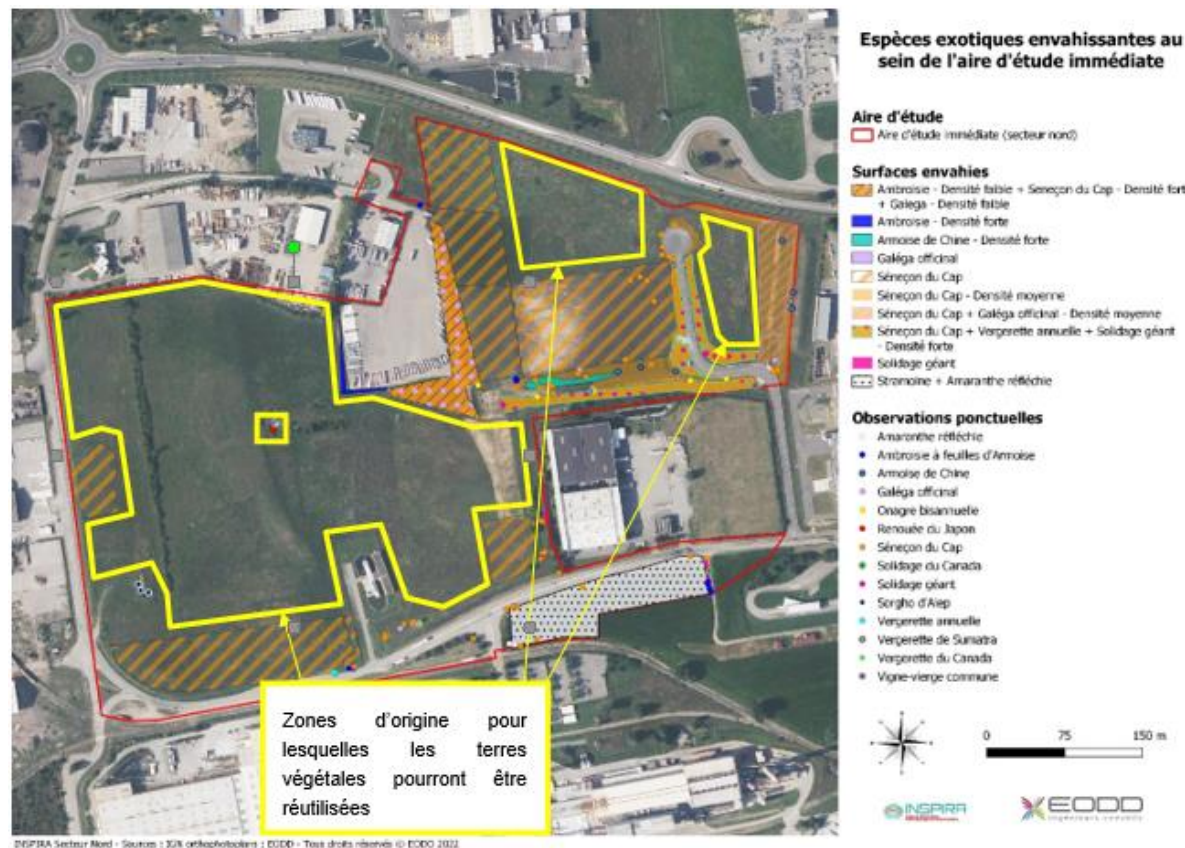 Espèces exotiques envahissantes au
sein de l'aire d'étude immédiate
Aire d'étude
Aire d'étude immédiate (secteur nord)
Surfaces envahies
Ambroisie - Densité faible + Seneçon du Cap - Densité fort
+ Galega - Densité faible
Ambroisie - Densité forte
Armoise de Chine - Densité forte
Galéga officinal
Séneçon du Cap
Séneçon du Cap - Densité moyenne
Séneçon du Cap + Galéga officinal - Densité moyenne
Séneçon du Cap + Vergerette annuelle + Solidage géant
- Densité forte
Solidage géant
Stramoine + Amaranthe réfléchie
Observations ponctuelles
Amaranthe réfléchie
Ambroisie à feuilles d'Armoise
Armoise de Chine
Galéga officinal
Onagre bisannuelle
Renouée du Japon
Séneçon du Cap
Solidage du Canada
Solidage géant
Sorgho d'Alep
Vergerette annuelle
Vergerette de Sumatra
Vergerette du Canada
Vigne-vierge commune
0 75 150 m
INSPIRA
EODD
ingénieurs conseils
Zones d'origine pour
lesquelles les terres
végétales pourront être
réutilisées
INSPIRA Secteur Nord - Sources : IGN orthophotoplans ; EODD - Tous droits réservés © EODD 2022